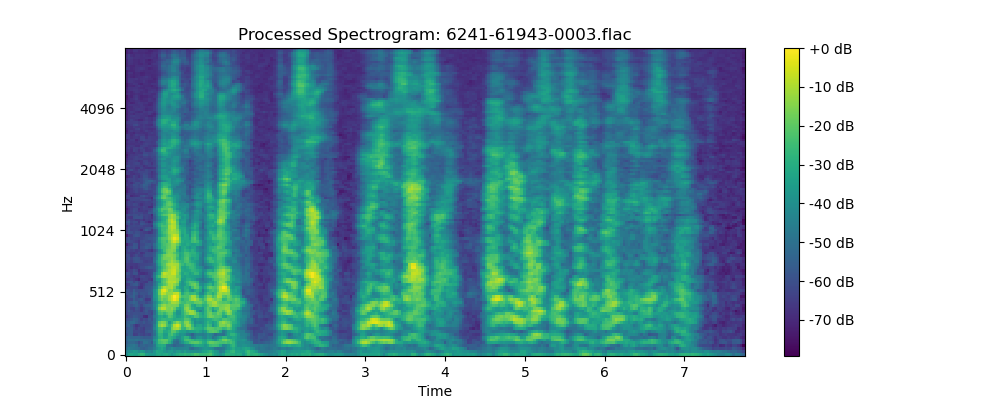 Processed Spectrogram: 6241-61943-0003.flac
Hz
4096
2048
1024
512
0
0 1 2 3 4 5 6 7
Time
+0 dB
-10 dB
-20 dB
-30 dB
-40 dB
-50 dB
-60 dB
-70 dB